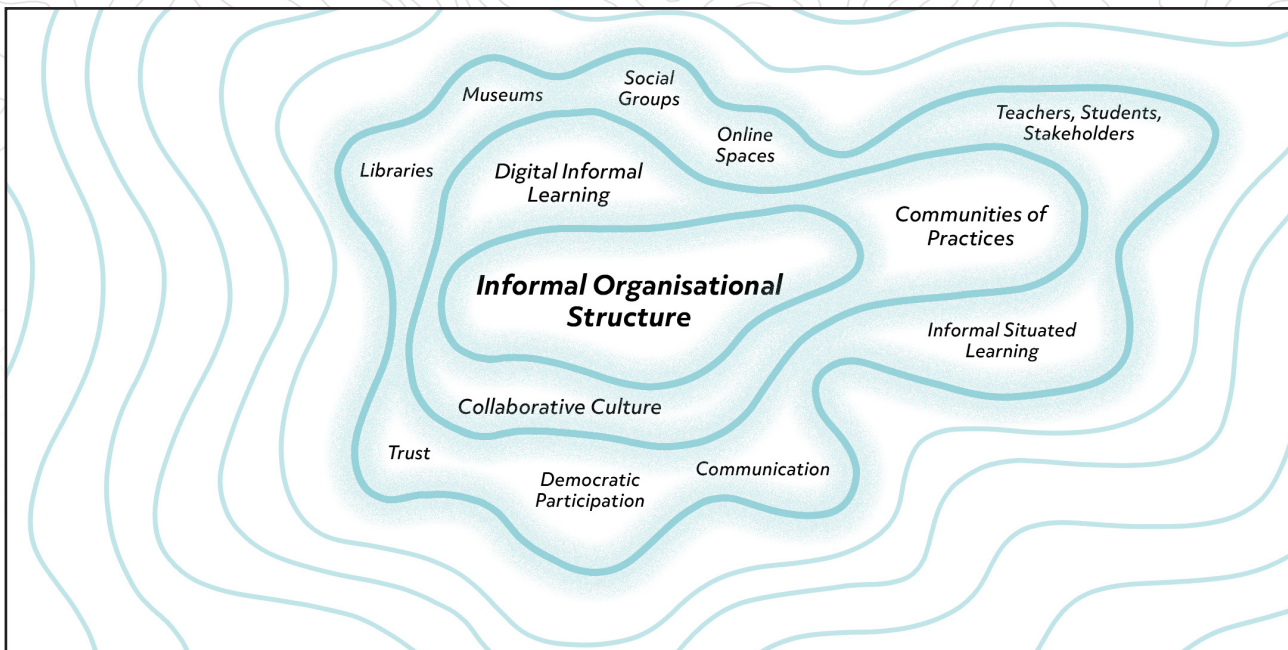 Museums
Social
Groups
Online
Spaces
Teachers, Students,
Stakeholders
Libraries
Digital Informal
Learning
Communities of
Practices
Informal Organisational
Structure
Informal Situated
Learning
Collaborative Culture
Trust
Democratic
Participation
Communication